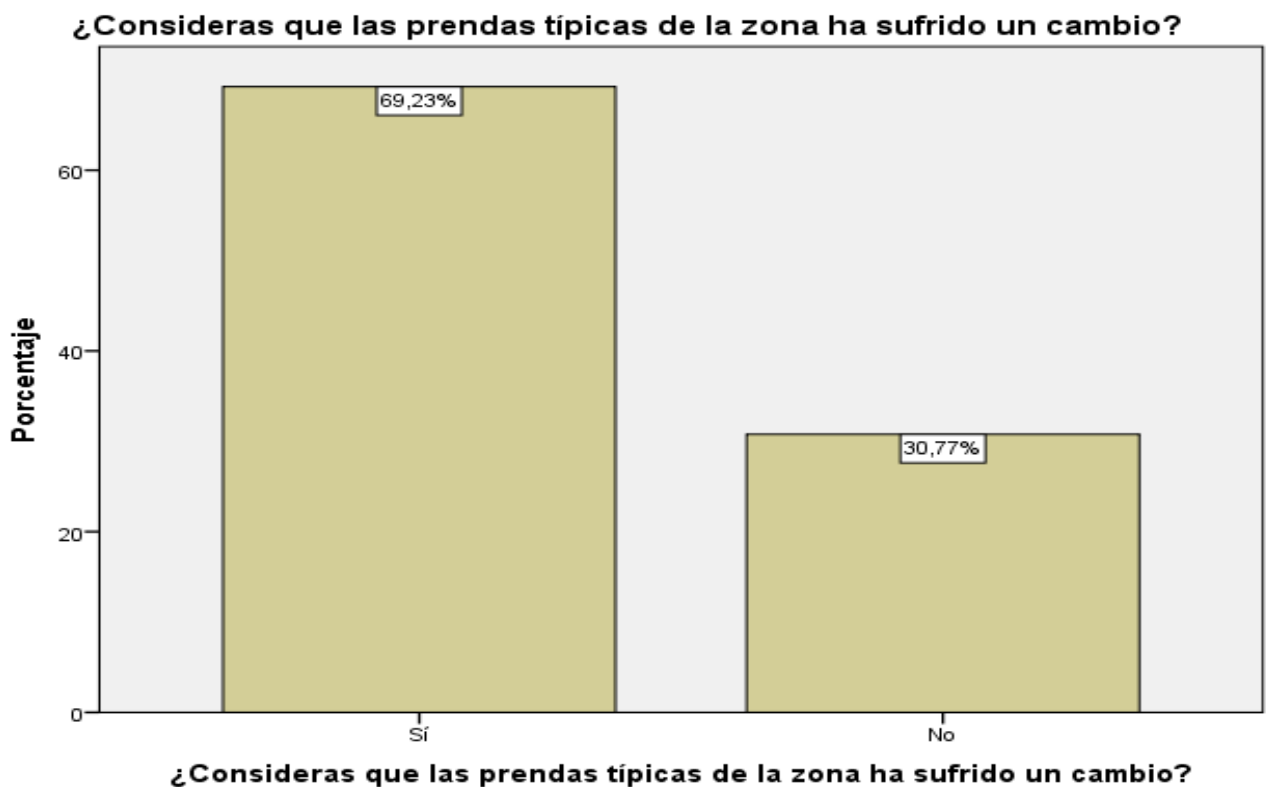 ¿Consideras que las prendas típicas de la zona ha sufrido un cambio?
69,23%
60
40
30,77%
20
0
Porcentaje
Sí
No
¿Consideras que las prendas típicas de la zona ha sufrido un cambio?